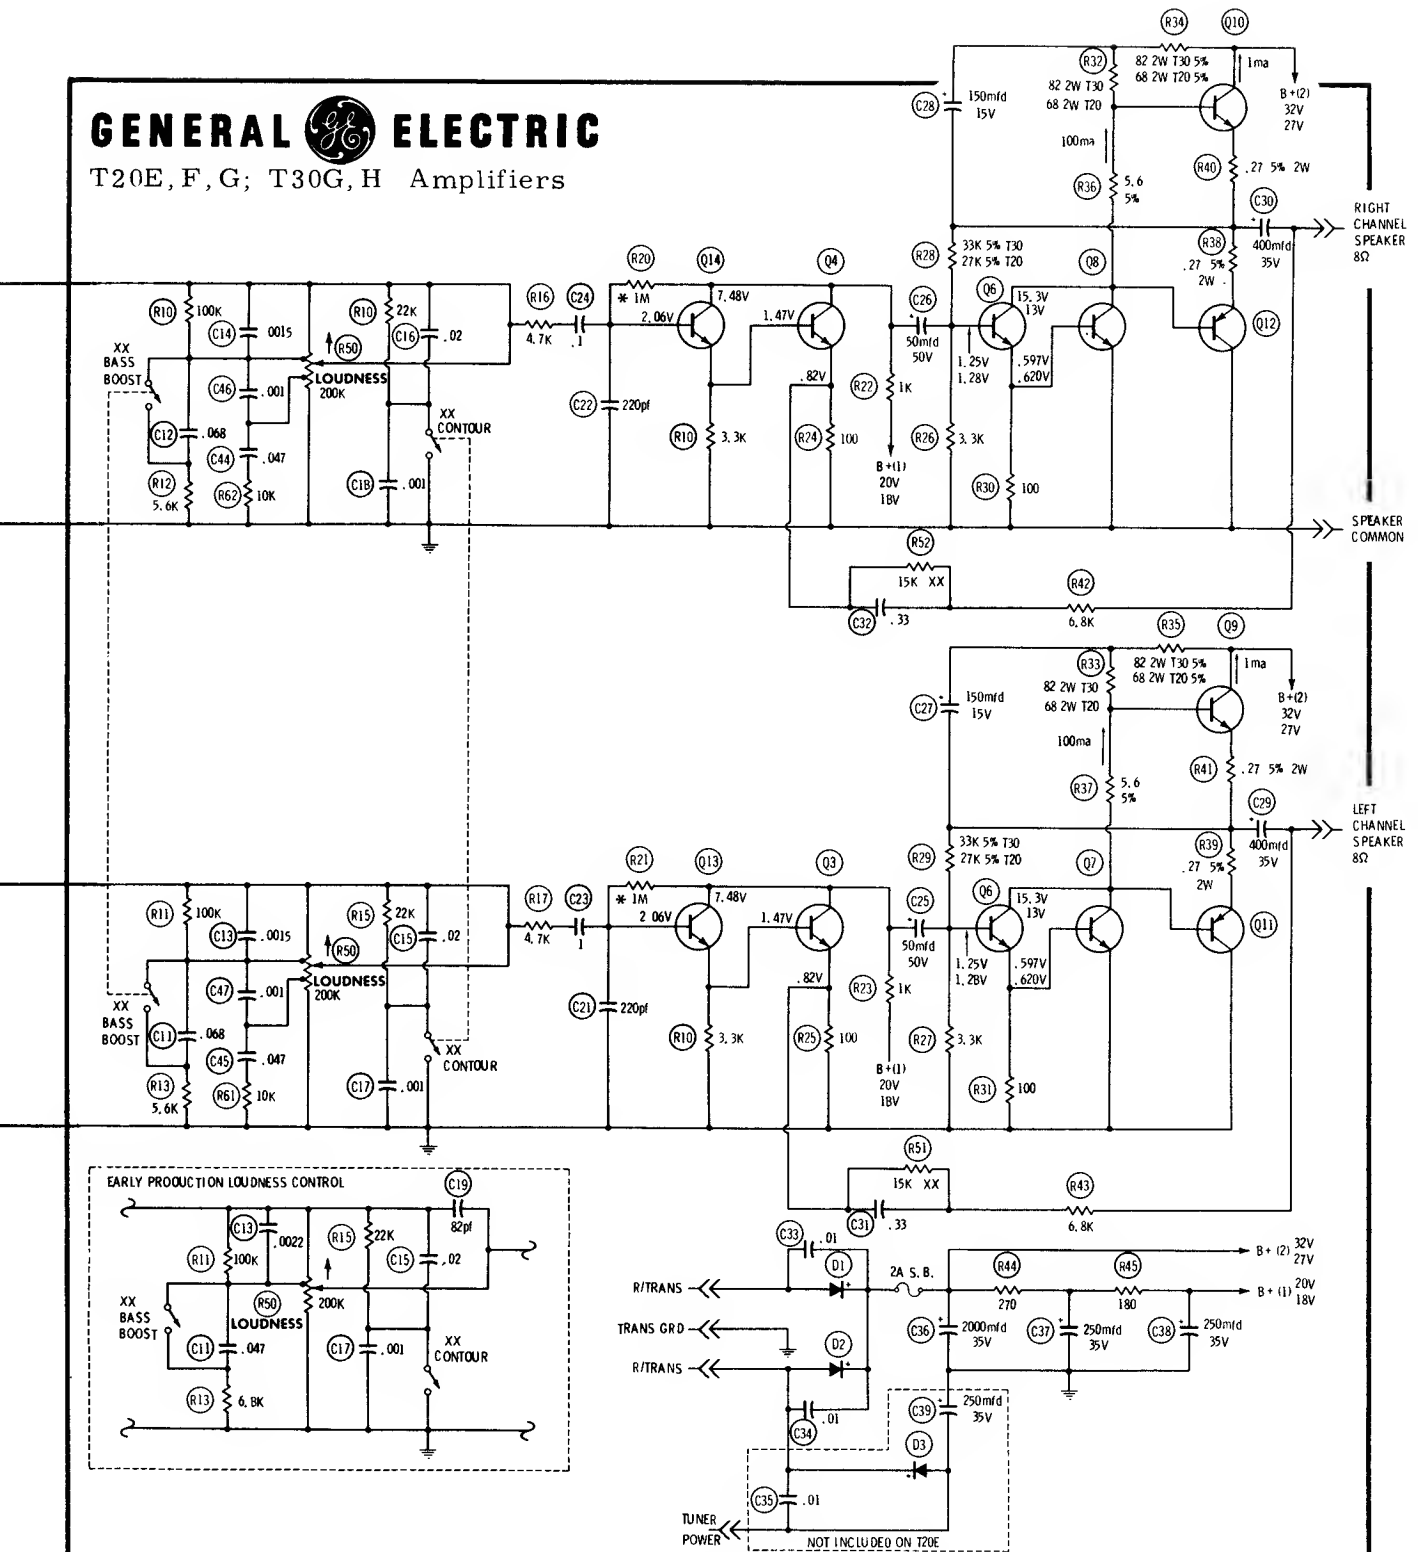 GENERAL GE ELECTRIC
T20E, F, G; T30G, H Amplifiers
R34
Q10
R32
82 2W T30 5%
68 2W T20 5%
1ma
82 2W T30
68 2W T20
B+(2)
32V
27V
C28
150mfd
15V
100ma
R36
5.6
5%
R40
.27 5% 2W
C30
400mfd
35V
RIGHT
CHANNEL
SPEAKER
8Ω
R38
.27 5%
2W
R28
33K 5% T30
27K 5% T20
Q8
Q6
15.3V
13V
Q12
R20
* 1M
Q14
7.48V
Q4
R16
4.7K
C24
.1
2.06V
1.47V
C26
50mfd
50V
1.25V
1.28V
.597V
.620V
R10
100K
C14
.0015
R50
LOUDNESS
200K
R10
22K
C16
.02
XX
BASS
BOOST
C46
.001
C12
.068
C44
.047
R12
5.6K
R62
10K
XX
CONTOUR
C18
.001
C22
220pf
R10
3.3K
.82V
R24
100
R22
1K
B+(1)
20V
18V
R26
3.3K
R30
100
SPEAKER
COMMON
R52
15K XX
C32
.33
R42
6.8K
R35
Q9
R33
82 2W T30 5%
68 2W T20 5%
1ma
82 2W T30
68 2W T20
B+(2)
32V
27V
C27
150mfd
15V
100ma
R37
5.6
5%
R41
.27 5% 2W
C29
400mfd
35V
LEFT
CHANNEL
SPEAKER
8Ω
R39
.27 5%
2W
R29
33K 5% T30
27K 5% T20
Q7
Q6
15.3V
13V
Q11
R21
* 1M
Q13
7.48V
Q3
R17
4.7K
C23
1
2 06V
1.47V
C25
50mfd
50V
1.25V
1.28V
.597V
.620V
R11
100K
C13
.0015
R50
LOUDNESS
200K
R15
22K
C15
.02
C47
.001
XX
BASS
BOOST
C11
.068
C45
.047
R13
5.6K
R61
10K
XX
CONTOUR
C17
.001
C21
220pf
R10
3.3K
.82V
R25
100
R23
1K
B+(1)
20V
18V
R27
3.3K
R31
100
R51
15K XX
C31
.33
R43
6.8K
EARLY PRODUCTION LOUDNESS CONTROL
C19
82pf
C13
.0022
R11
100K
R15
22K
C15
.02
R50
LOUDNESS
200K
XX
BASS
BOOST
C11
.047
C17
.001
XX
CONTOUR
R13
6.8K
C33
.01
D1
R/TRANS
2A S.B.
R44
270
R45
180
B+ (2) 32V
27V
B+ (1) 20V
18V
TRANS GRD
D2
C36
2000mfd
35V
C37
250mfd
35V
C38
250mfd
35V
R/TRANS
C34
.01
C39
250mfd
35V
D3
C35
.01
TUNER
POWER
NOT INCLUDED ON T20E